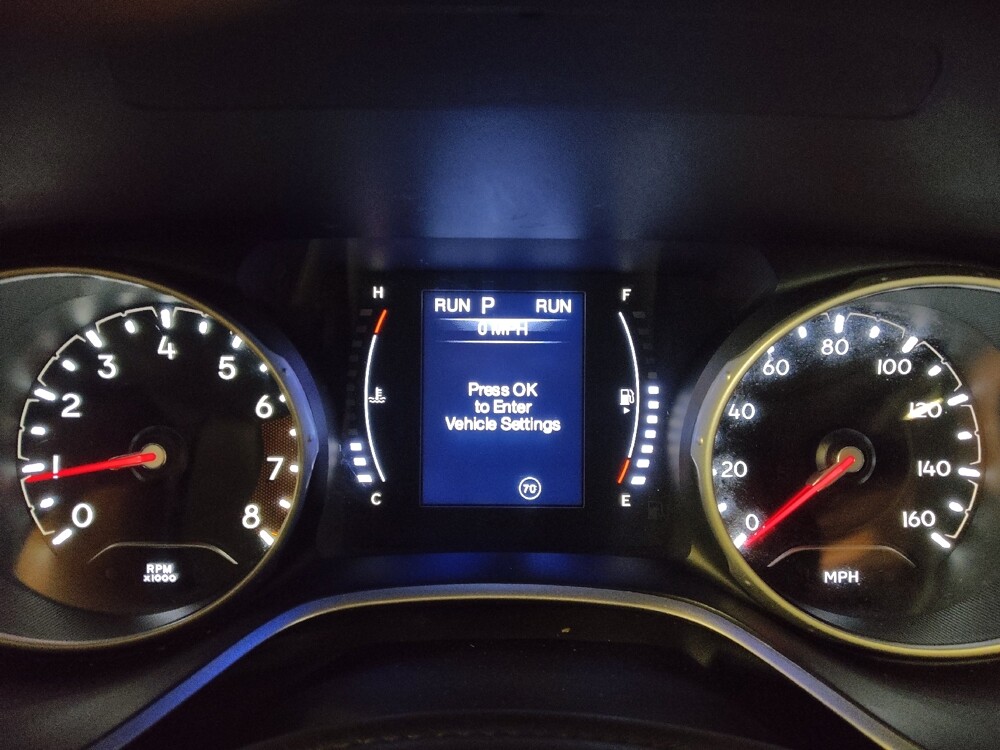 0
1
2
3
4
5
6
7
8
RPM
x1000
H
C
RUN P RUN
0 MPH
Press OK
to Enter
Vehicle Settings
70
F
E
0
20
40
60
80
100
120
140
160
MPH